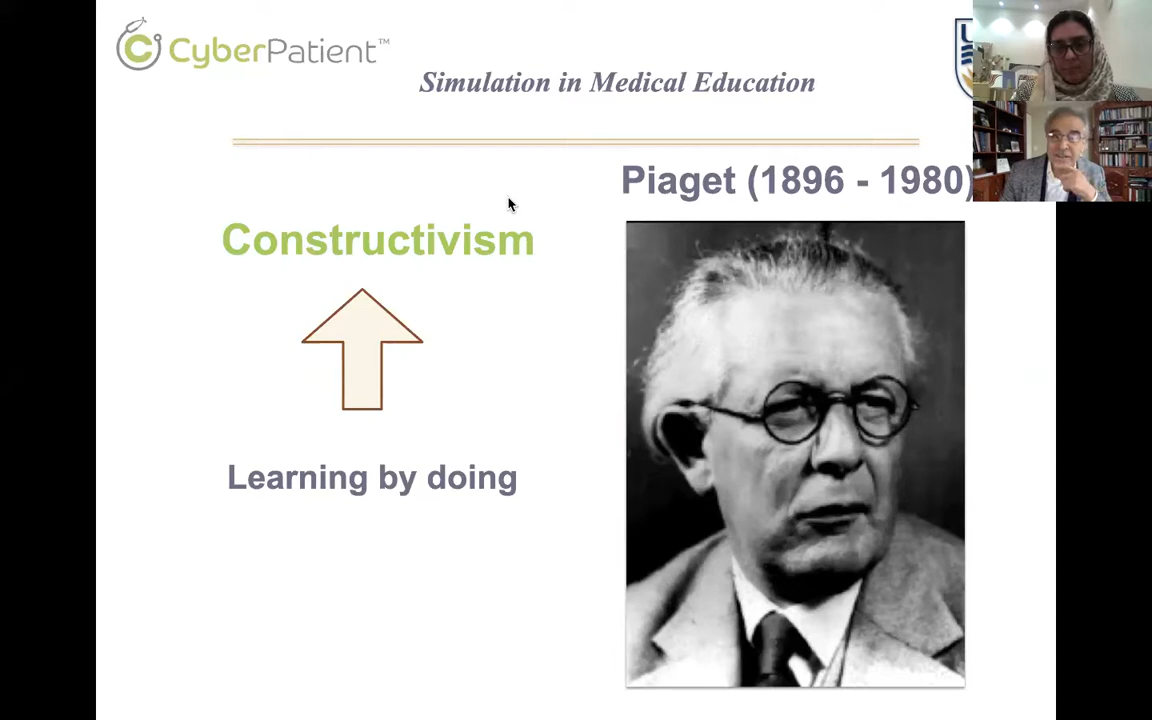 CyberPatient™
Simulation in Medical Education
Piaget (1896 - 1980)
Constructivism
Learning by doing